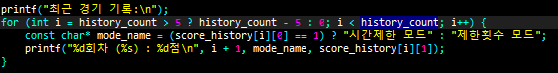 printf("최근 경기 기록:\n");
for (int i = history_count > 5 ? history_count - 5 : 0; i < history_count; i++) {
    const char* mode_name = (score_history[i][0] == 1) ? "시간제한 모드" : "제한횟수 모드";
    printf("%d회차 (%s) : %d점\n", i + 1, mode_name, score_history[i][1]);
}